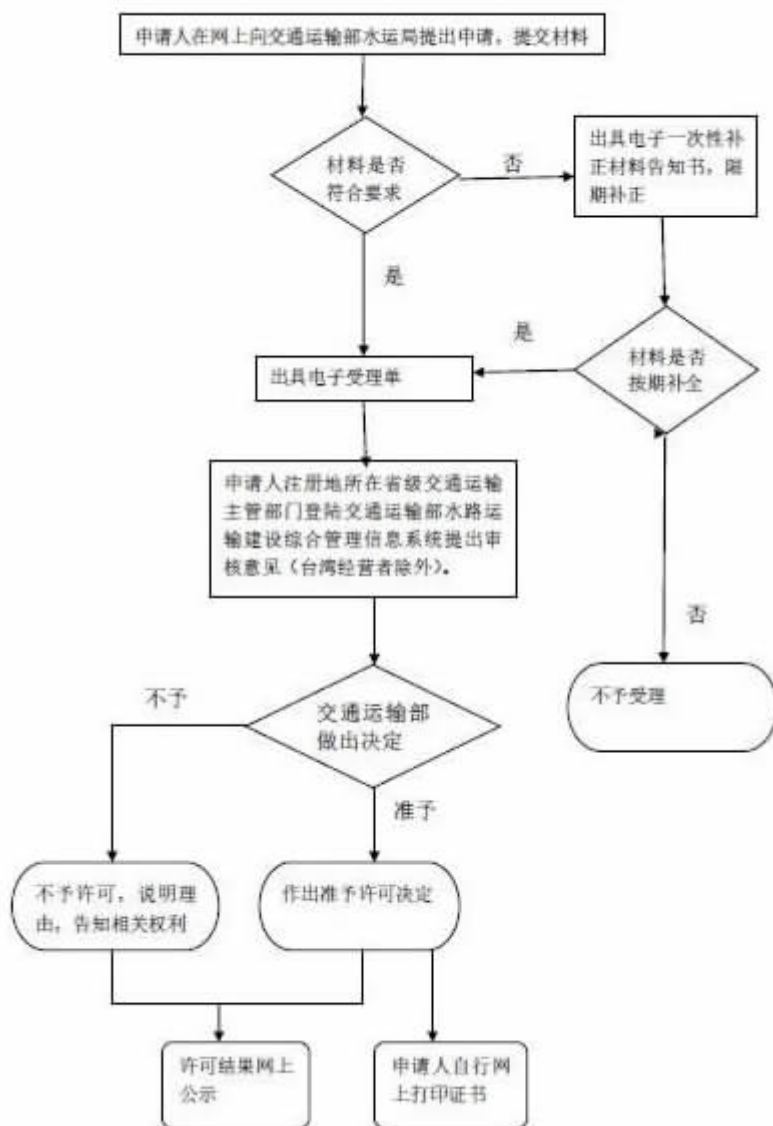 申请人在网上向交通运输部水运局提出申请，提交材料
材料是否
符合要求
否
出具电子一次性补
正材料告知书，限
期补正
是
是
材料是否
按期补全
出具电子受理单
申请人注册地所在省级交通运输
主管部门登陆交通运输部水路运
输建设综合管理信息系统提出审
核意见（台湾经营者除外）。
否
不予受理
不予
交通运输部
做出决定
准予
不予许可，说明理
由，告知相关权利
作出准予许可决定
许可结果网上
公示
申请人自行网
上打印证书